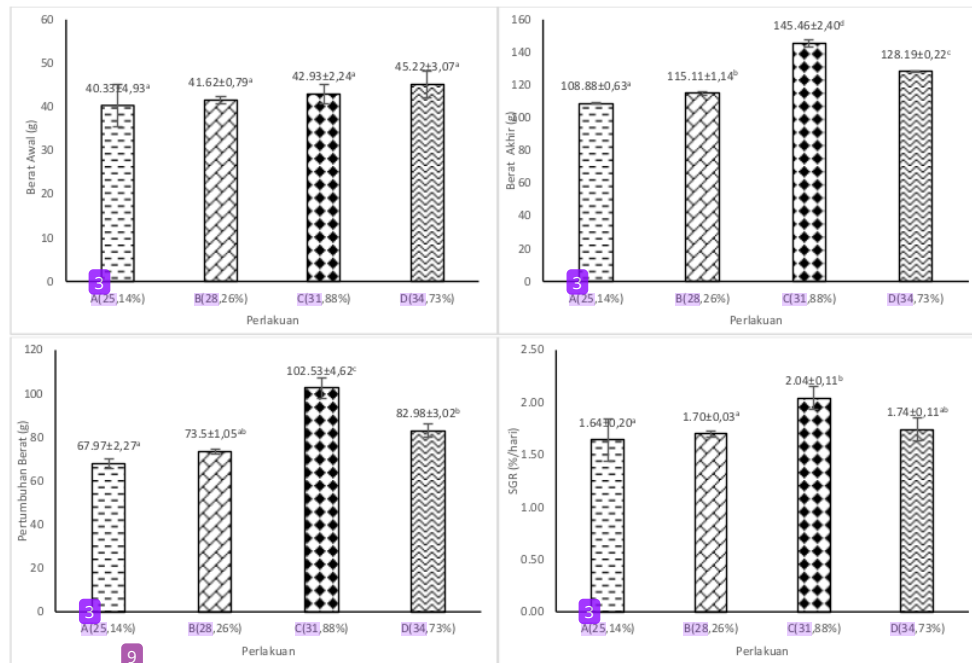 Berat Awal (g)
60
50
40
30
20
10
0
40.33±4,93ᵃ
41.62±0,79ᵃ
42.93±2,24ᵃ
45.22±3,07ᵃ
3
A(25,14%) B(28,26%) C(31,88%) D(34,73%)
Perlakuan
Berat Akhir (g)
160
140
120
100
80
60
40
20
0
108.88±0,63ᵃ
115.11±1,14ᵇ
145.46±2,40ᵈ
128.19±0,22ᶜ
3
A(25,14%) B(28,26%) C(31,88%) D(34,73%)
Perlakuan
Pertumbuhan Berat (g)
120
100
80
60
40
20
0
67.97±2,27ᵃ
73.5±1,05ᵃᵇ
102.53±4,62ᶜ
82.98±3,02ᵇ
3
A(25,14%) B(28,26%) C(31,88%) D(34,73%)
Perlakuan
9
SGR (%/hari)
2.50
2.00
1.50
1.00
0.50
0.00
1.64±0,20ᵃ
1.70±0,03ᵃ
2.04±0,11ᵇ
1.74±0,11ᵃᵇ
3
A(25,14%) B(28,26%) C(31,88%) D(34,73%)
Perlakuan